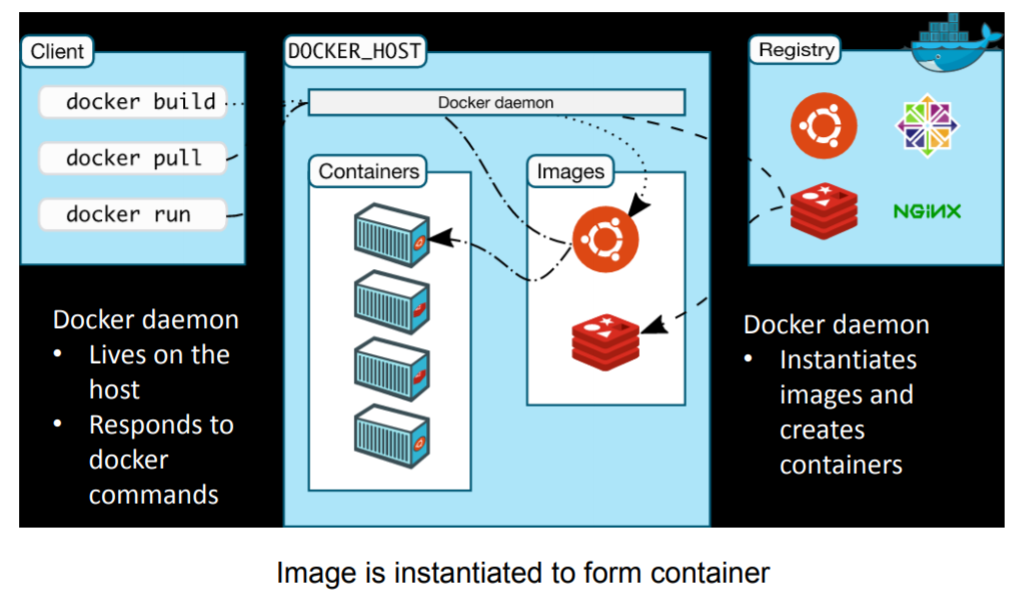 Client
docker build
docker pull
docker run
DOCKER_HOST
Docker daemon
Containers
Images
Registry
NGiNX
Docker daemon
• Lives on the
host
• Responds to
docker
commands
Docker daemon
• Instantiates
images and
creates
containers
Image is instantiated to form container